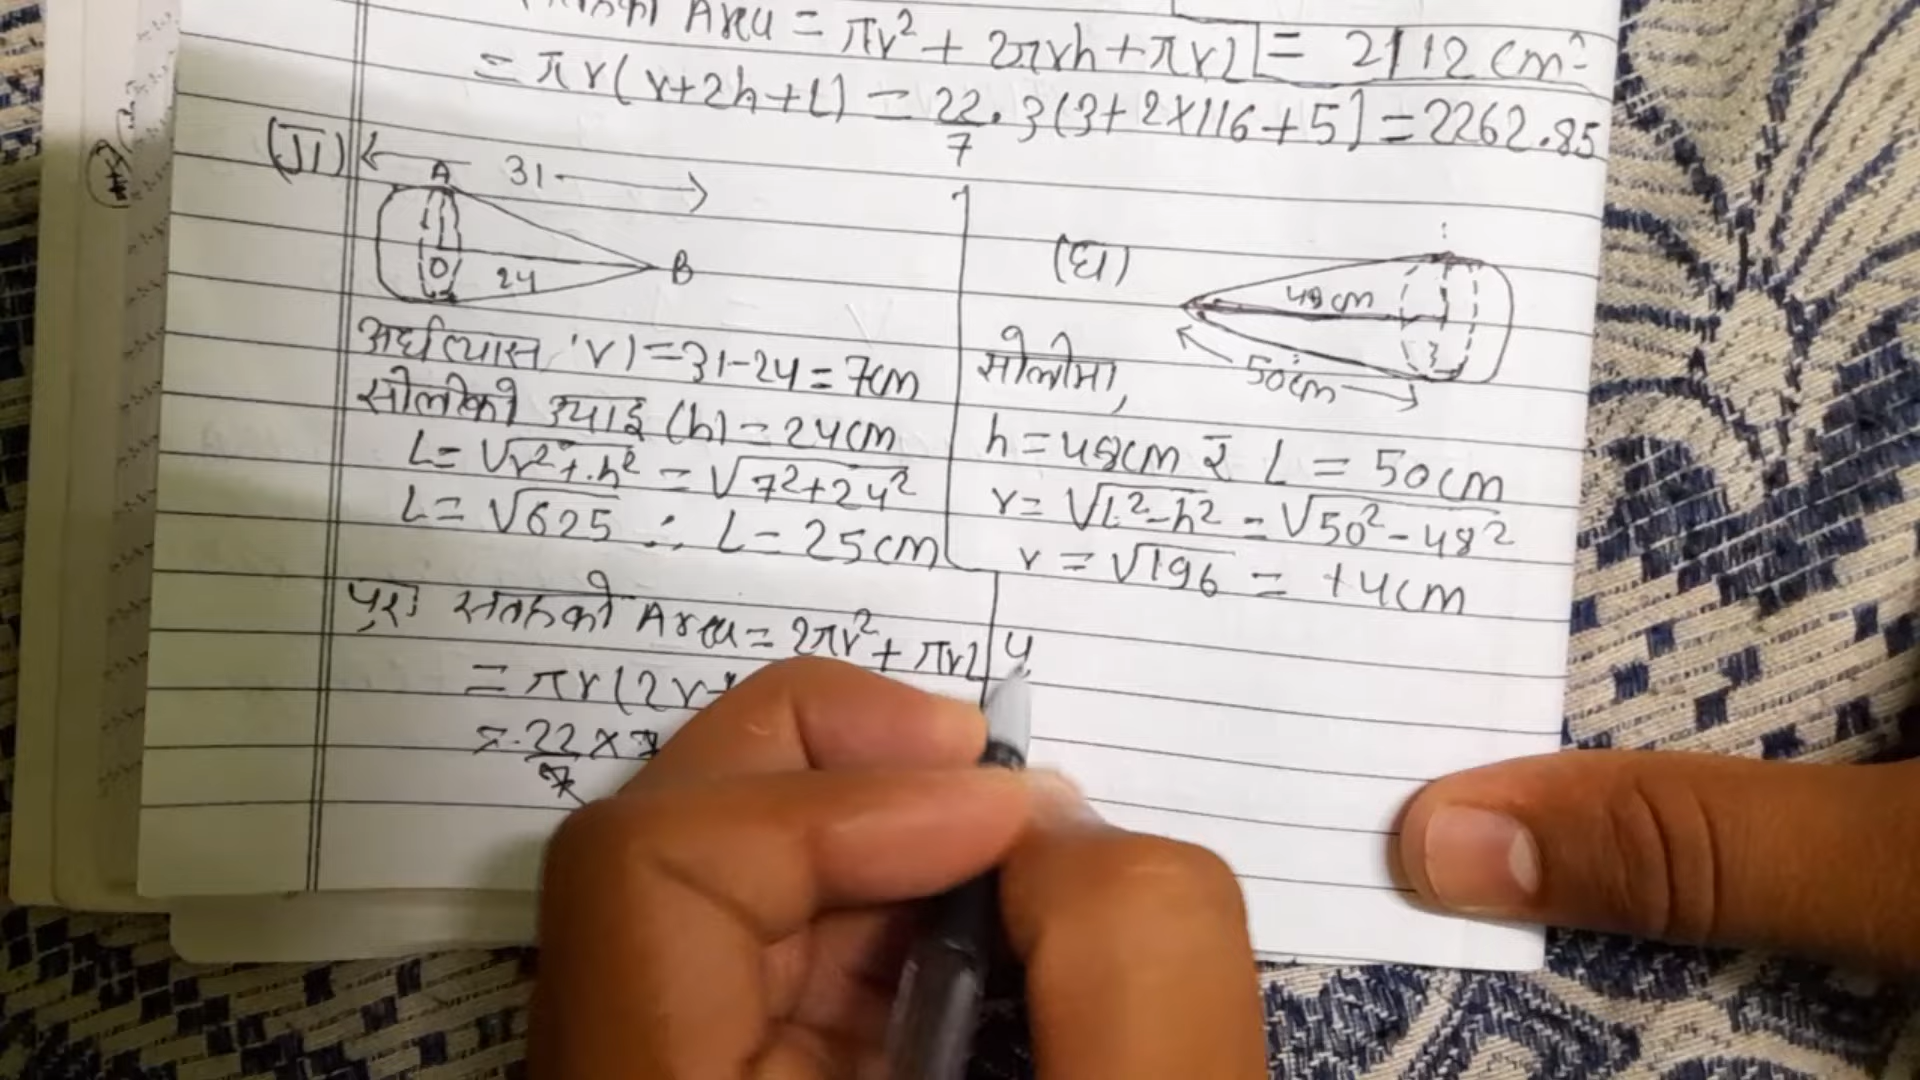 Area = πr² + 2πrh + πrl = 2112 cm²
= πr(r+2h+L) = 22/7 . 3(3+2×116+5] = 2262.85
(ग)
A 31
O 24 B
अर्धव्यास 'r) = 31-24 = 7cm
सोलीको उचाइ (h) = 24cm
L = √r²+h² = √7²+24²
L = √625 ∴ L = 25cm
(घ)
48cm
50cm
सोलीमा,
h = 48cm र L = 50cm
r = √L²-h² = √50²-48²
r = √196 = 14cm
पुरा सतहको Area = 2πr² + πrl
= πr(2r+
= 22/7 × 7